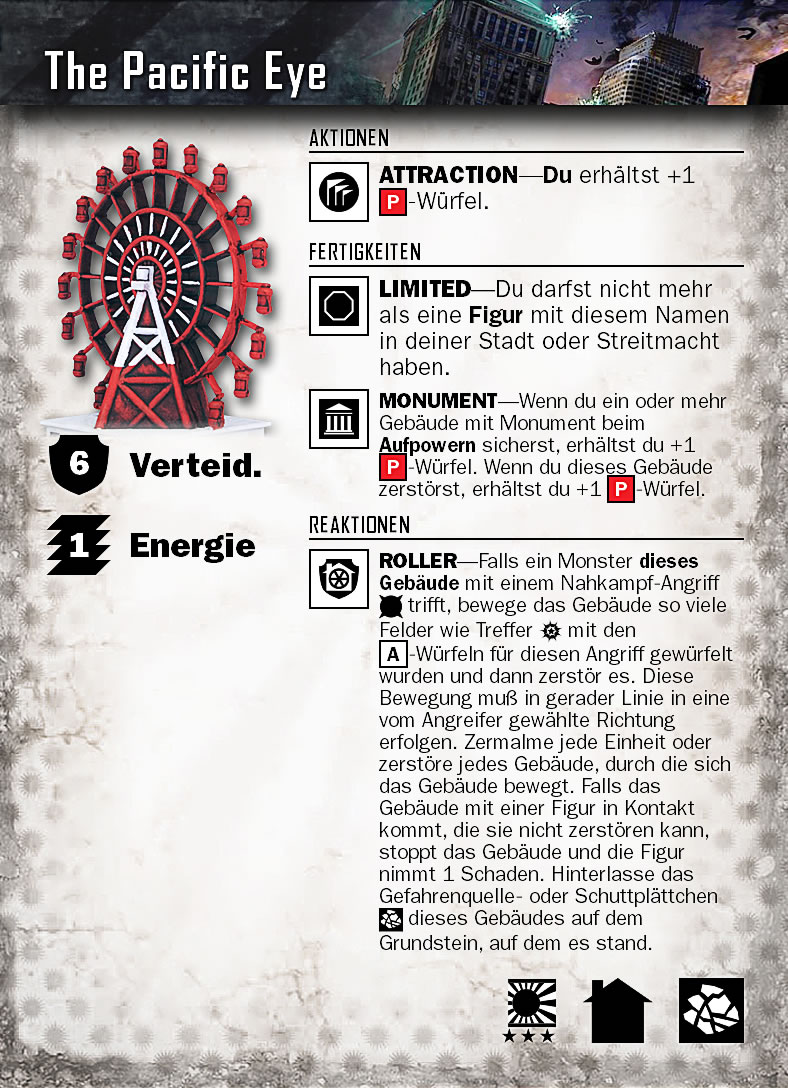 The Pacific Eye
AKTIONEN
ATTRACTION—Du erhältst +1
P-Würfel.
FERTIGKEITEN
LIMITED—Du darfst nicht mehr
als eine Figur mit diesem Namen
in deiner Stadt oder Streitmacht
haben.
MONUMENT—Wenn du ein oder mehr
Gebäude mit Monument beim
Aufpowern sicherst, erhältst du +1
P-Würfel. Wenn du dieses Gebäude
zerstörst, erhältst du +1 P-Würfel.
6 Verteid.
1 Energie
REAKTIONEN
ROLLER—Falls ein Monster dieses
Gebäude mit einem Nahkampf-Angriff
trifft, bewege das Gebäude so viele
Felder wie Treffer mit den
A-Würfeln für diesen Angriff gewürfelt
wurden und dann zerstör es. Diese
Bewegung muß in gerader Linie in eine
vom Angreifer gewählte Richtung
erfolgen. Zermalme jede Einheit oder
zerstöre jedes Gebäude, durch die sich
das Gebäude bewegt. Falls das
Gebäude mit einer Figur in Kontakt
kommt, die sie nicht zerstören kann,
stoppt das Gebäude und die Figur
nimmt 1 Schaden. Hinterlasse das
Gefahrenquelle- oder Schuttplättchen
dieses Gebäudes auf dem
Grundstein, auf dem es stand.